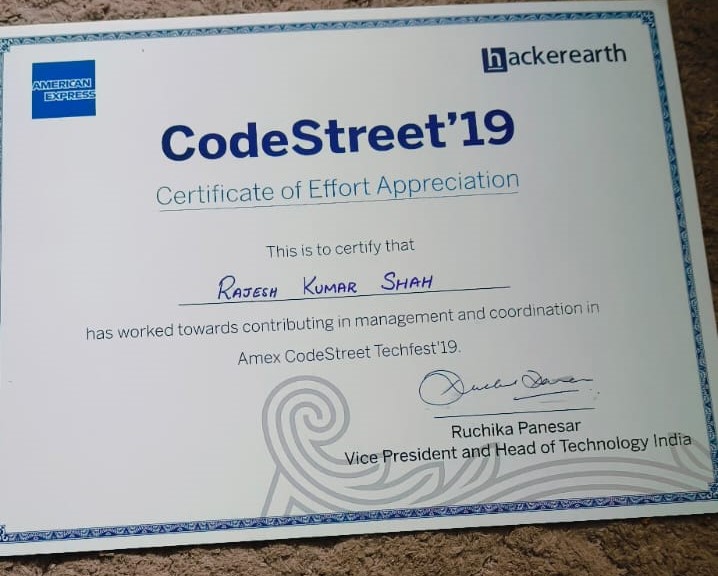 AMERICAN
EXPRESS
hackerearth
CodeStreet'19
Certificate of Effort Appreciation
This is to certify that
RAJESH KUMAR SHAH
has worked towards contributing in management and coordination in
Amex CodeStreet Techfest'19.
Ruchika Panesar
Vice President and Head of Technology India